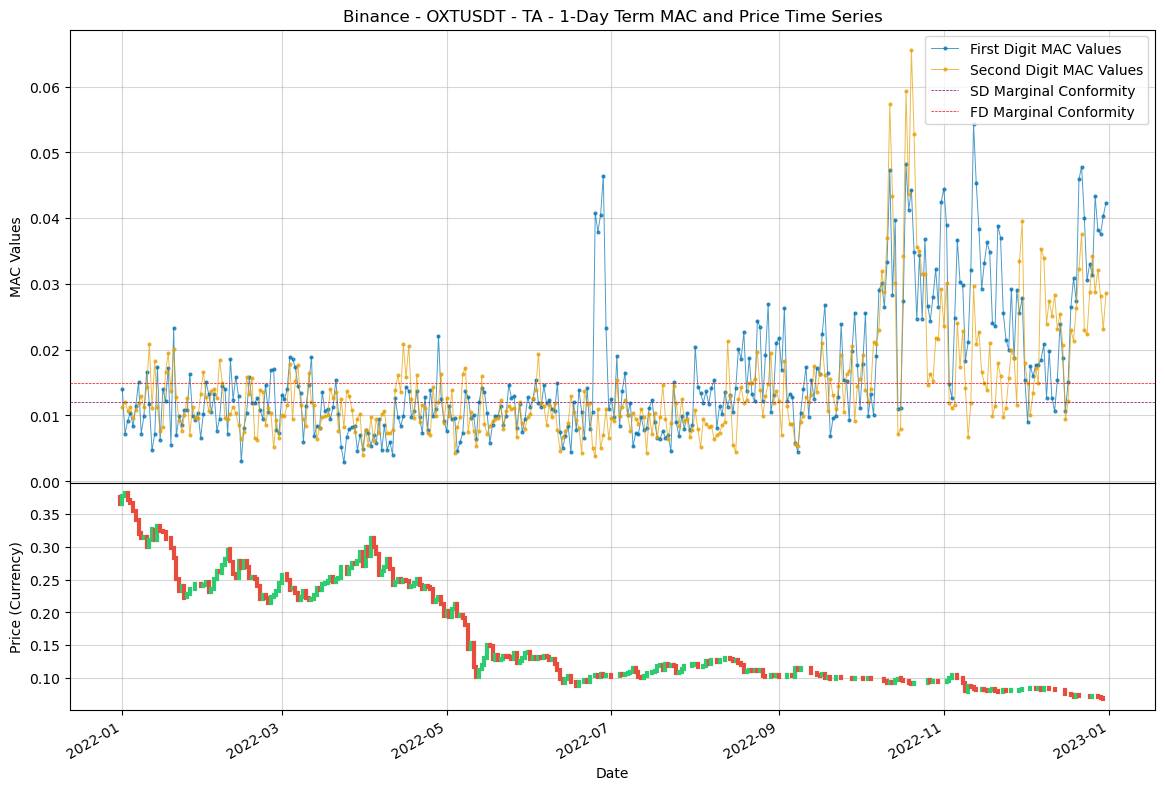 Binance - OXTUSDT - TA - 1-Day Term MAC and Price Time Series
First Digit MAC Values
Second Digit MAC Values
SD Marginal Conformity
FD Marginal Conformity
MAC Values
0.06
0.05
0.04
0.03
0.02
0.01
0.00
Price (Currency)
0.35
0.30
0.25
0.20
0.15
0.10
2022-01
2022-03
2022-05
2022-07
2022-09
2022-11
2023-01
Date